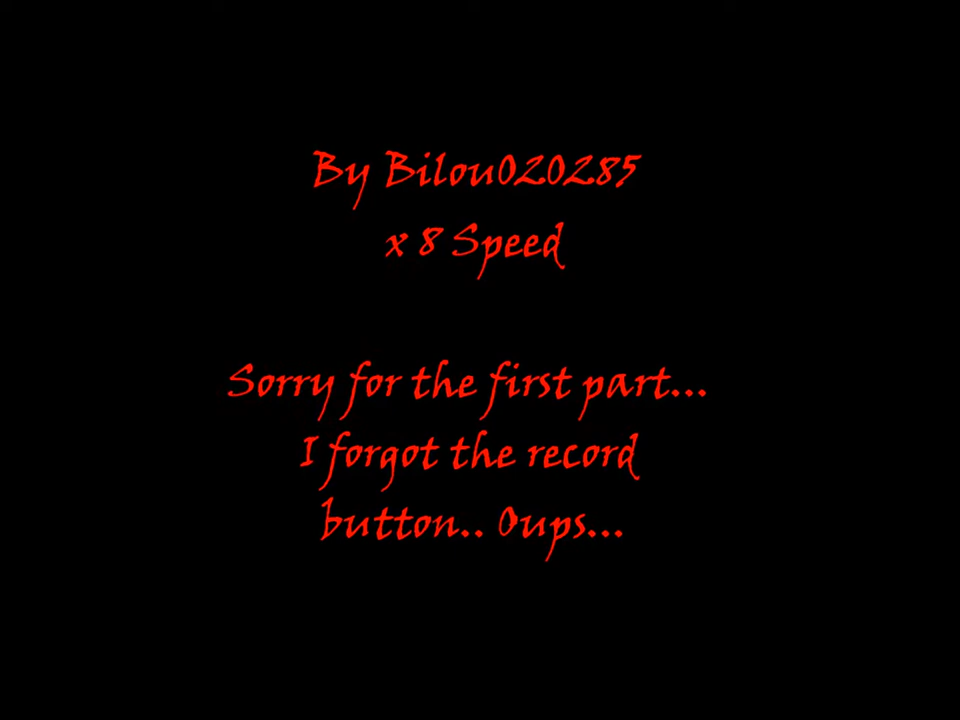 By Bilou020285
x 8 Speed
Sorry for the first part...
I forgot the record
button.. Oups...